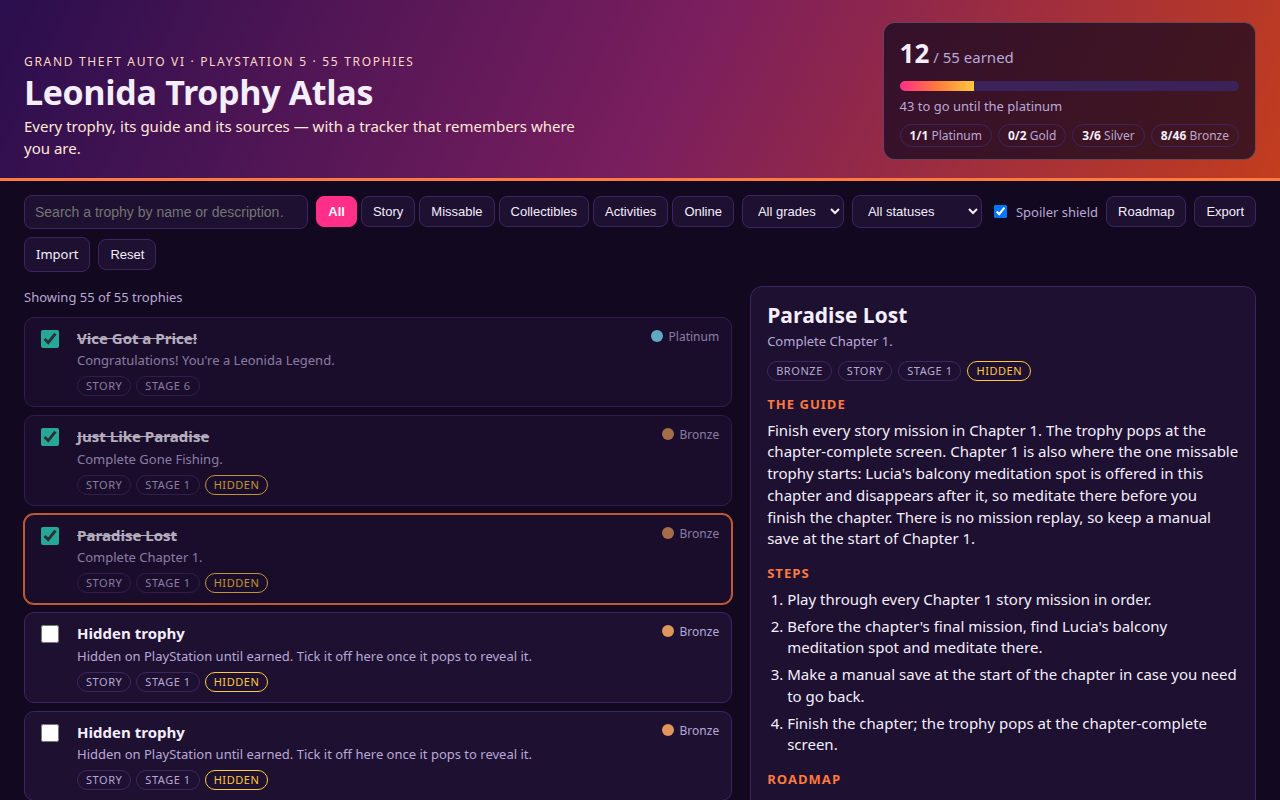 GRAND THEFT AUTO VI · PLAYSTATION 5 · 55 TROPHIES
Leonida Trophy Atlas
Every trophy, its guide and its sources — with a tracker that remembers where
you are.
12 / 55 earned
43 to go until the platinum
1/1 Platinum
0/2 Gold
3/6 Silver
8/46 Bronze
Search a trophy by name or description.
All
Story
Missable
Collectibles
Activities
Online
All grades
All statuses
Spoiler shield
Roadmap
Export
Import
Reset
Showing 55 of 55 trophies
Vice Got a Price!
Platinum
Congratulations! You're a Leonida Legend.
STORY
STAGE 6
Just Like Paradise
Bronze
Complete Gone Fishing.
STORY
STAGE 1
HIDDEN
Paradise Lost
Bronze
Complete Chapter 1.
STORY
STAGE 1
HIDDEN
Hidden trophy
Bronze
Hidden on PlayStation until earned. Tick it off here once it pops to reveal it.
STORY
STAGE 1
HIDDEN
Hidden trophy
Bronze
Hidden on PlayStation until earned. Tick it off here once it pops to reveal it.
STORY
STAGE 1
HIDDEN
Paradise Lost
Complete Chapter 1.
BRONZE
STORY
STAGE 1
HIDDEN
THE GUIDE
Finish every story mission in Chapter 1. The trophy pops at the
chapter-complete screen. Chapter 1 is also where the one missable
trophy starts: Lucia's balcony meditation spot is offered in this
chapter and disappears after it, so meditate there before you
finish the chapter. There is no mission replay, so keep a manual
save at the start of Chapter 1.
STEPS
1. Play through every Chapter 1 story mission in order.
2. Before the chapter's final mission, find Lucia's balcony
meditation spot and meditate there.
3. Make a manual save at the start of the chapter in case you need
to go back.
4. Finish the chapter; the trophy pops at the chapter-complete
screen.
ROADMAP